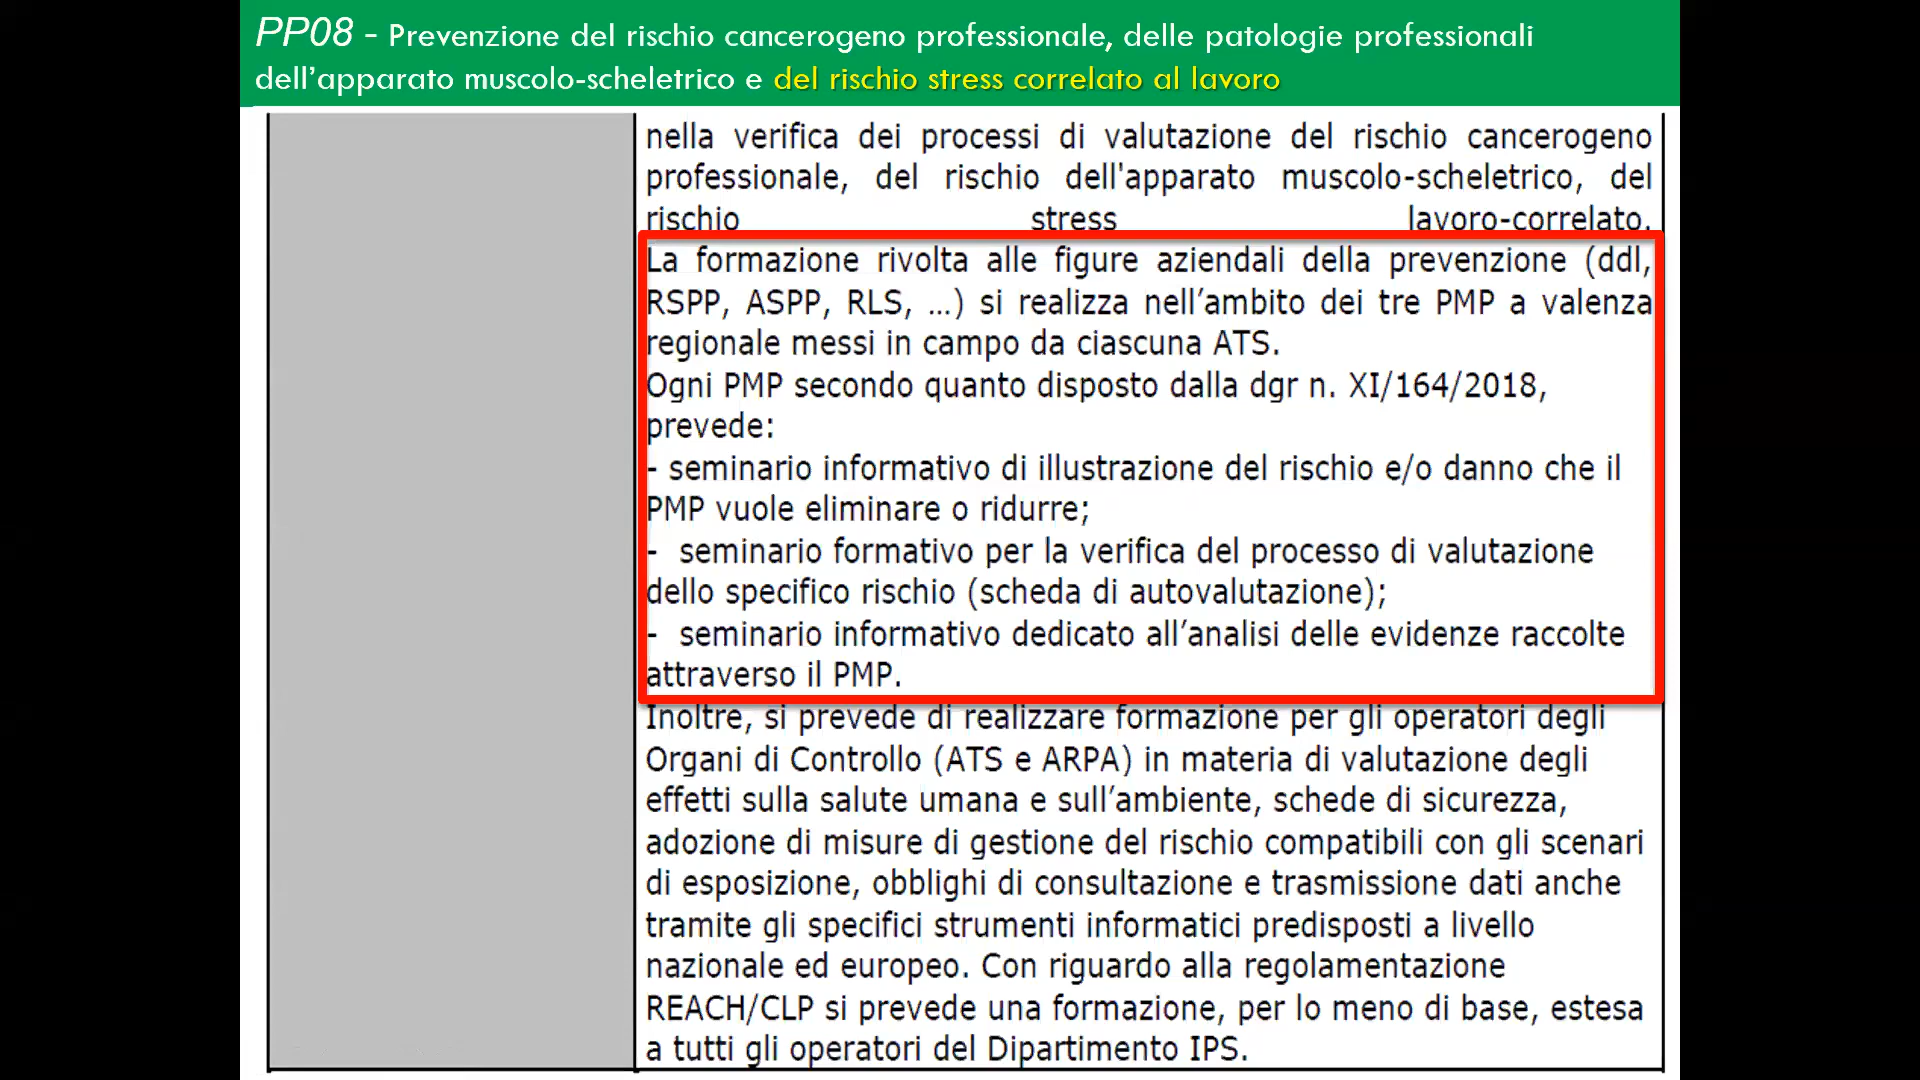 PP08 - Prevenzione del rischio cancerogeno professionale, delle patologie professionali
dell’apparato muscolo-scheletrico e del rischio stress correlato al lavoro
nella verifica dei processi di valutazione del rischio cancerogeno
professionale, del rischio dell'apparato muscolo-scheletrico, del
rischio stress lavoro-correlato.
La formazione rivolta alle figure aziendali della prevenzione (ddl,
RSPP, ASPP, RLS, …) si realizza nell’ambito dei tre PMP a valenza
regionale messi in campo da ciascuna ATS.
Ogni PMP secondo quanto disposto dalla dgr n. XI/164/2018,
prevede:
- seminario informativo di illustrazione del rischio e/o danno che il
PMP vuole eliminare o ridurre;
- seminario formativo per la verifica del processo di valutazione
dello specifico rischio (scheda di autovalutazione);
- seminario informativo dedicato all’analisi delle evidenze raccolte
attraverso il PMP.
Inoltre, si prevede di realizzare formazione per gli operatori degli
Organi di Controllo (ATS e ARPA) in materia di valutazione degli
effetti sulla salute umana e sull’ambiente, schede di sicurezza,
adozione di misure di gestione del rischio compatibili con gli scenari
di esposizione, obblighi di consultazione e trasmissione dati anche
tramite gli specifici strumenti informatici predisposti a livello
nazionale ed europeo. Con riguardo alla regolamentazione
REACH/CLP si prevede una formazione, per lo meno di base, estesa
a tutti gli operatori del Dipartimento IPS.